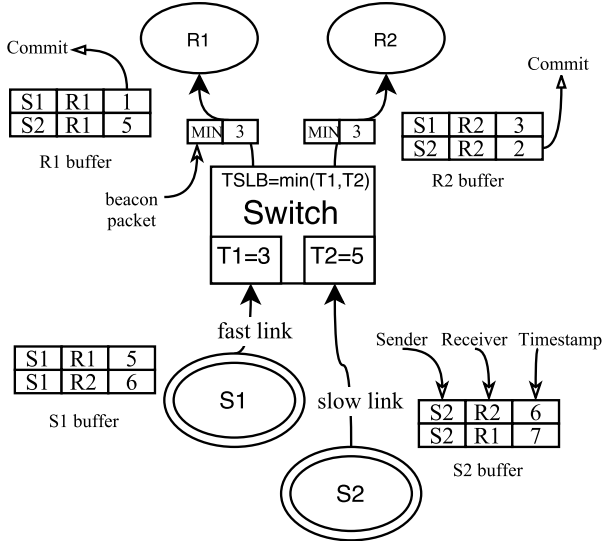 R1
R2
Commit
Commit
S1 R1 1
S2 R1 5
R1 buffer
MIN 3
MIN 3
S1 R2 3
S2 R2 2
R2 buffer
beacon
packet
TSLB=min(T1,T2)
Switch
T1=3
T2=5
fast link
S1 R1 5
S1 R2 6
S1 buffer
S1
slow link
Sender Receiver Timestamp
S2 R2 6
S2 R1 7
S2 buffer
S2